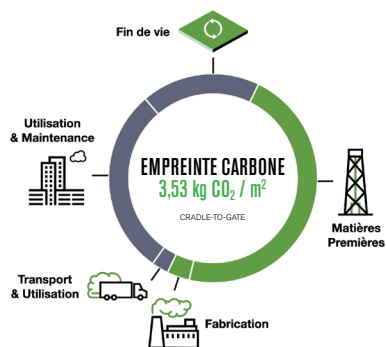 Fin de vie
Utilisation
& Maintenance
EMPREINTE CARBONE
3,53 kg CO₂ / m²
CRADLE-TO-GATE
Matières
Premières
Transport
& Utilisation
Fabrication